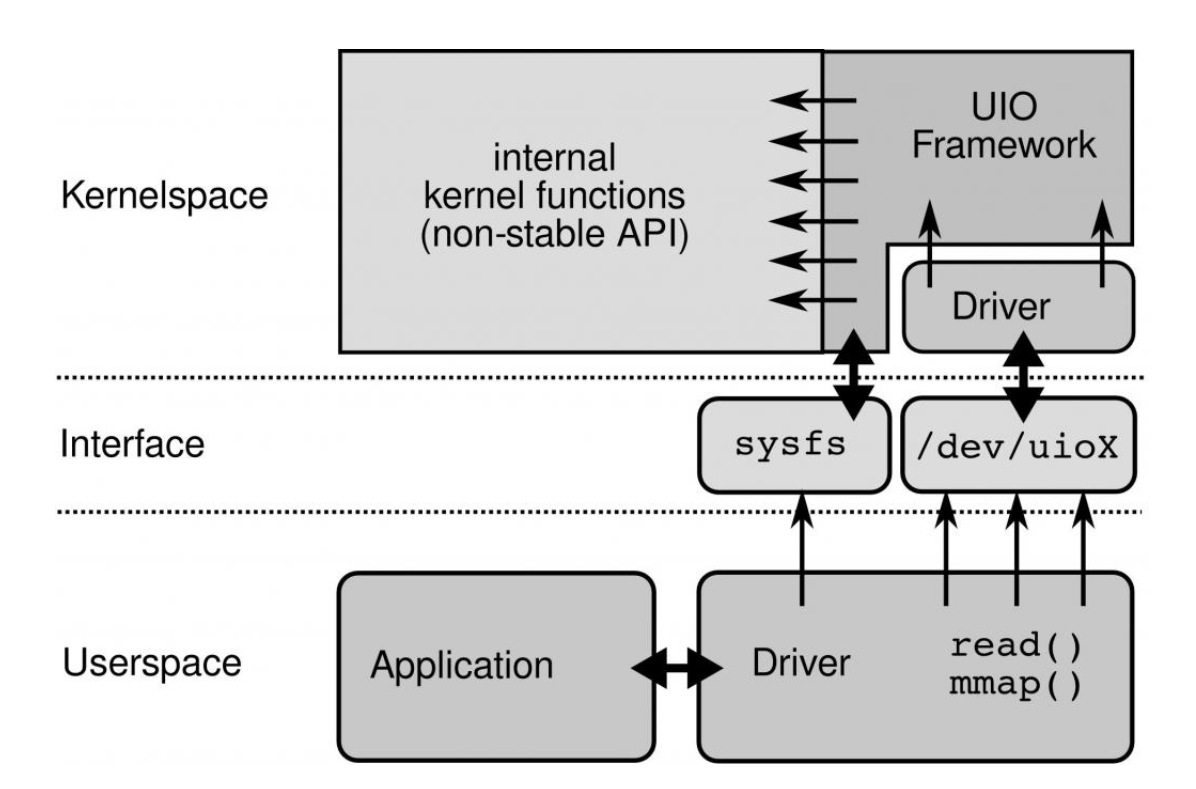 Kernelspace
internal
kernel functions
(non-stable API)
UIO
Framework
Driver
Interface
sysfs
/dev/uioX
Userspace
Application
Driver
read()
mmap()